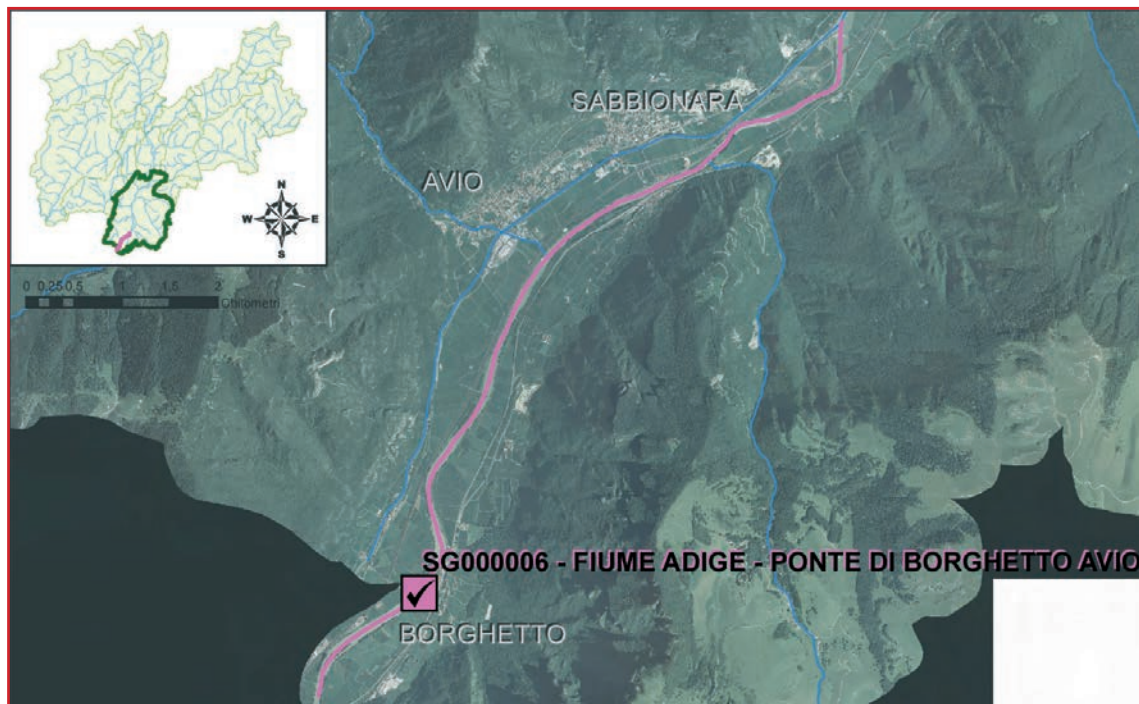 N
W E
S
SABBIONARA
AVIO
0 0,25 0,5 1 1,5 2
Chilometri
SG000006 - FIUME ADIGE - PONTE DI BORGHETTO AVIO
BORGHETTO